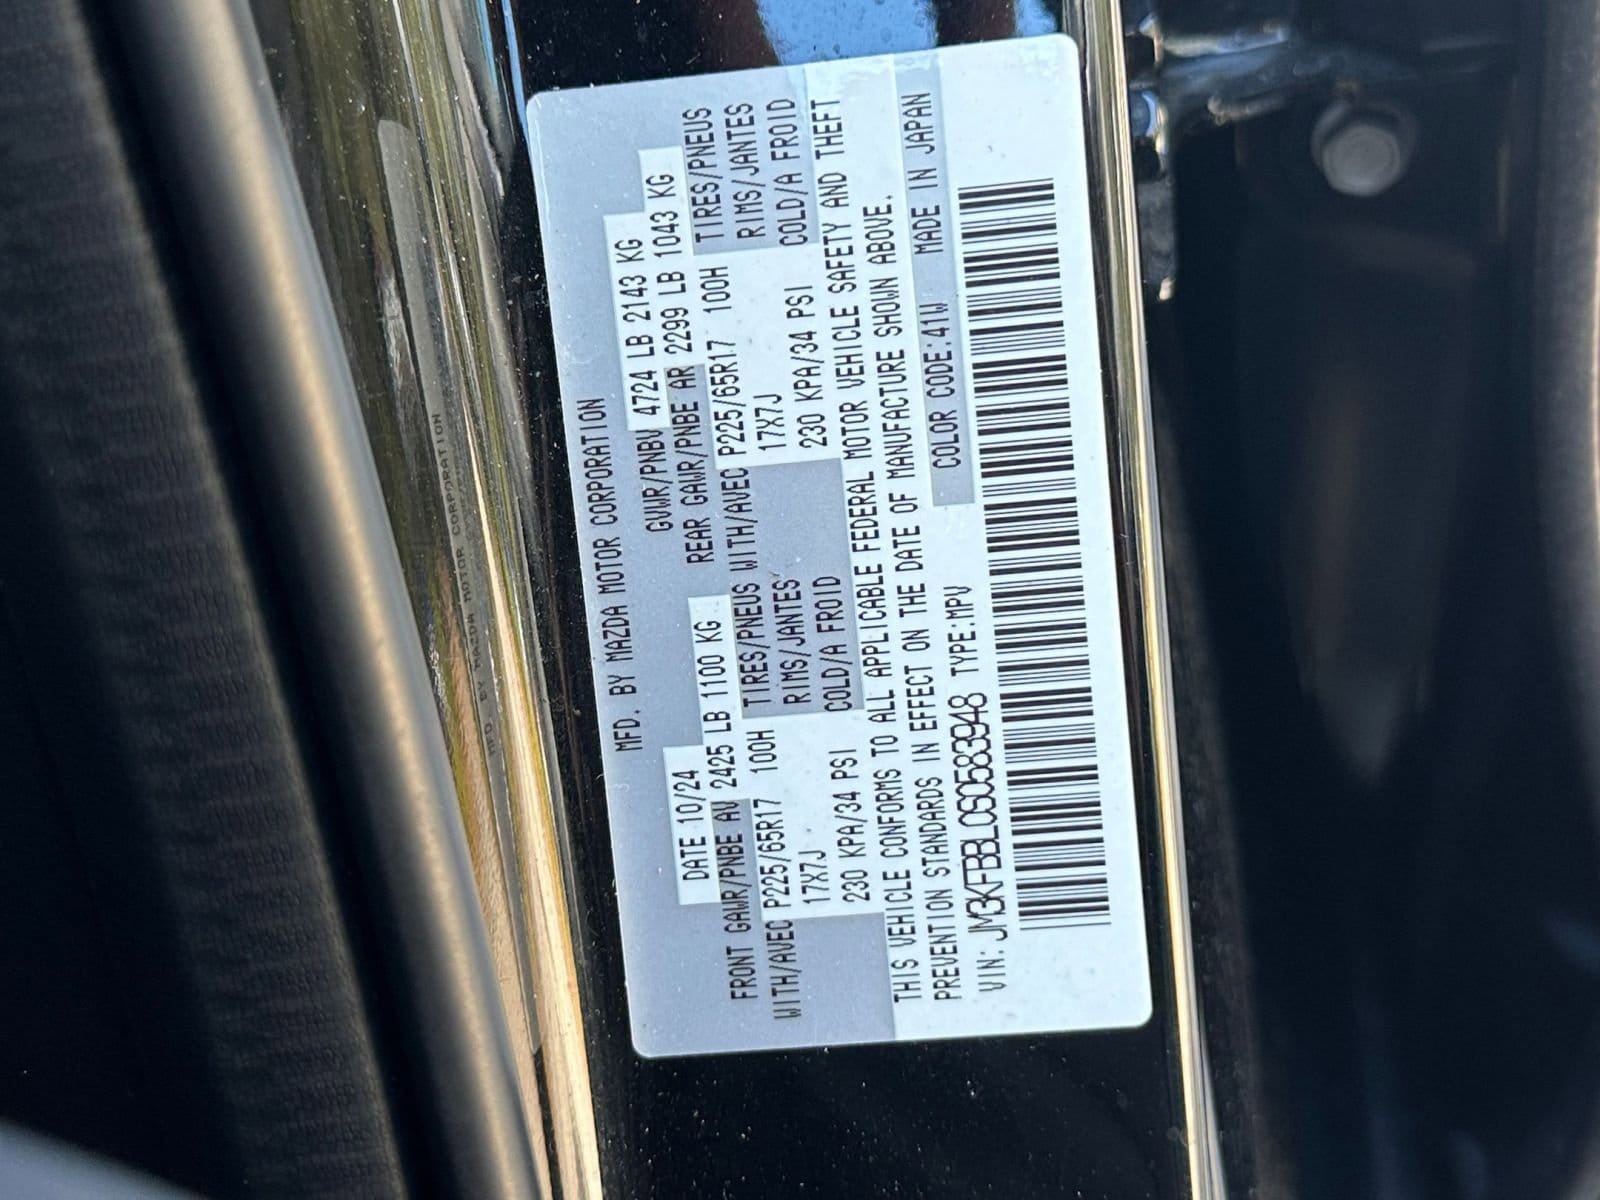 MFD. BY MAZDA MOTOR CORPORATION
DATE 10/24 GVWR/PNBV 4724 LB 2143 KG
FRONT GAWR/PNBE AV 2425 LB 1100 KG REAR GAWR/PNBE AR 2299 LB 1043 KG
WITH/AVEC P225/65R17 100H TIRES/PNEUS WITH/AVEC P225/65R17 100H TIRES/PNEUS
17X7J RIMS/JANTES 17X7J RIMS/JANTES
230 KPA/34 PSI COLD/A FROID 230 KPA/34 PSI COLD/A FROID
THIS VEHICLE CONFORMS TO ALL APPLICABLE FEDERAL MOTOR VEHICLE SAFETY AND THEFT
PREVENTION STANDARDS IN EFFECT ON THE DATE OF MANUFACTURE SHOWN ABOVE.
VIN: JM3KFBBL0S0583948 TYPE:MPV COLOR CODE:41W MADE IN JAPAN